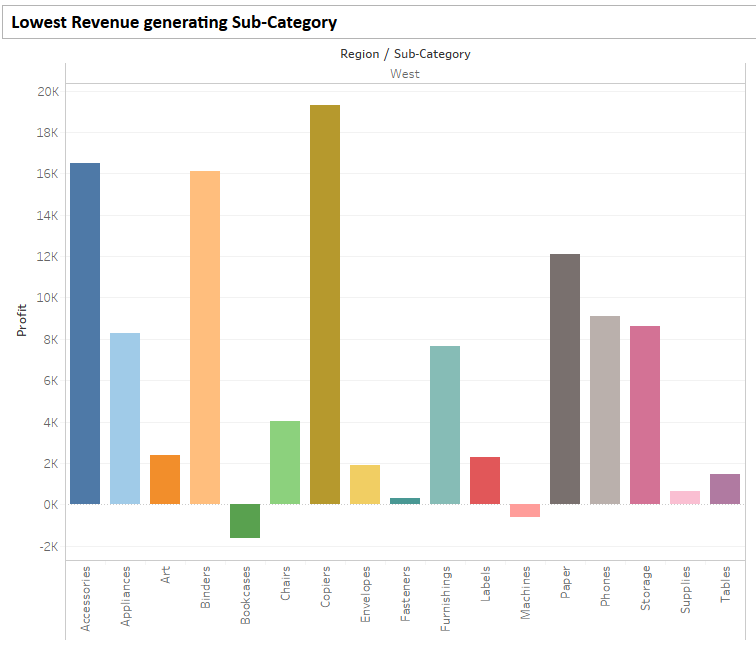 Lowest Revenue generating Sub-Category
Region / Sub-Category
West
20K
18K
16K
14K
12K
10K
8K
6K
4K
2K
0K
-2K
Profit
Accessories
Appliances
Art
Binders
Bookcases
Chairs
Copiers
Envelopes
Fasteners
Furnishings
Labels
Machines
Paper
Phones
Storage
Supplies
Tables